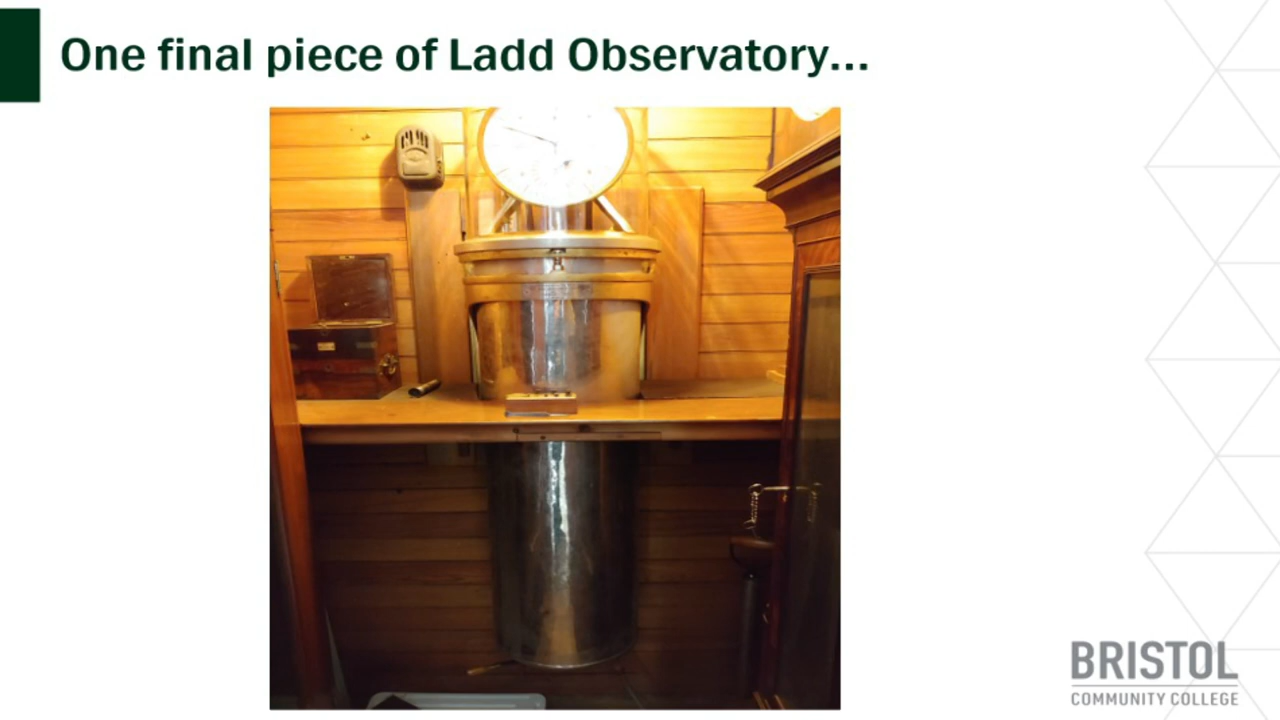 One final piece of Ladd Observatory...
BRISTOL
COMMUNITY COLLEGE